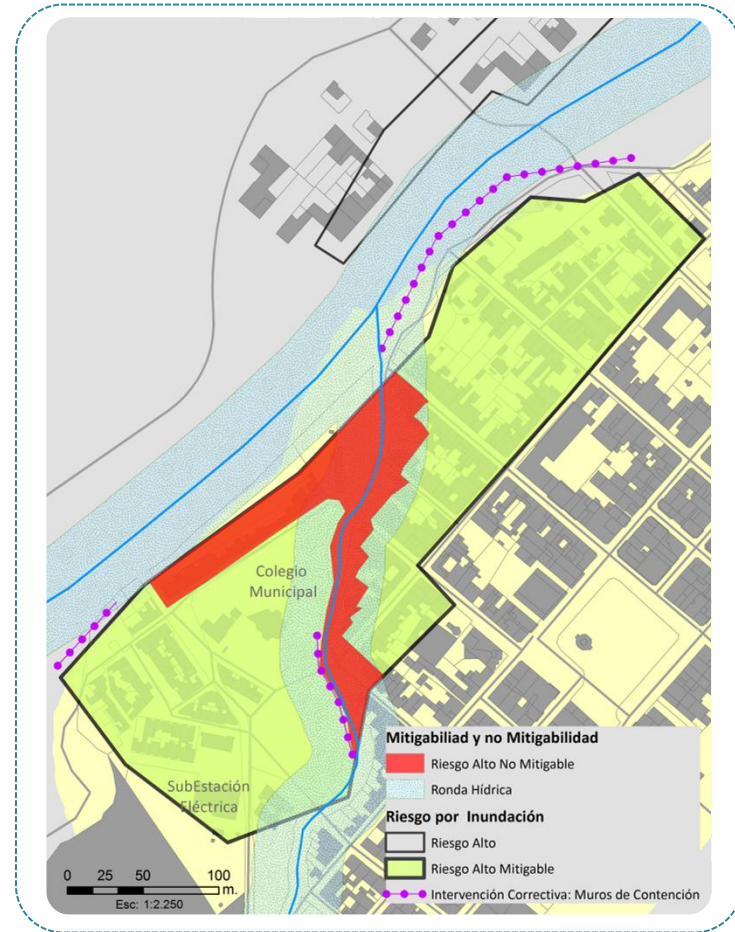 Colegio
Municipal
SubEstación
Eléctrica
Mitigabiliad y no Mitigabilidad
Riesgo Alto No Mitigable
Ronda Hídrica
Riesgo por Inundación
Riesgo Alto
Riesgo Alto Mitigable
Intervención Correctiva: Muros de Contención
0 25 50 100
m.
Esc: 1:2.250